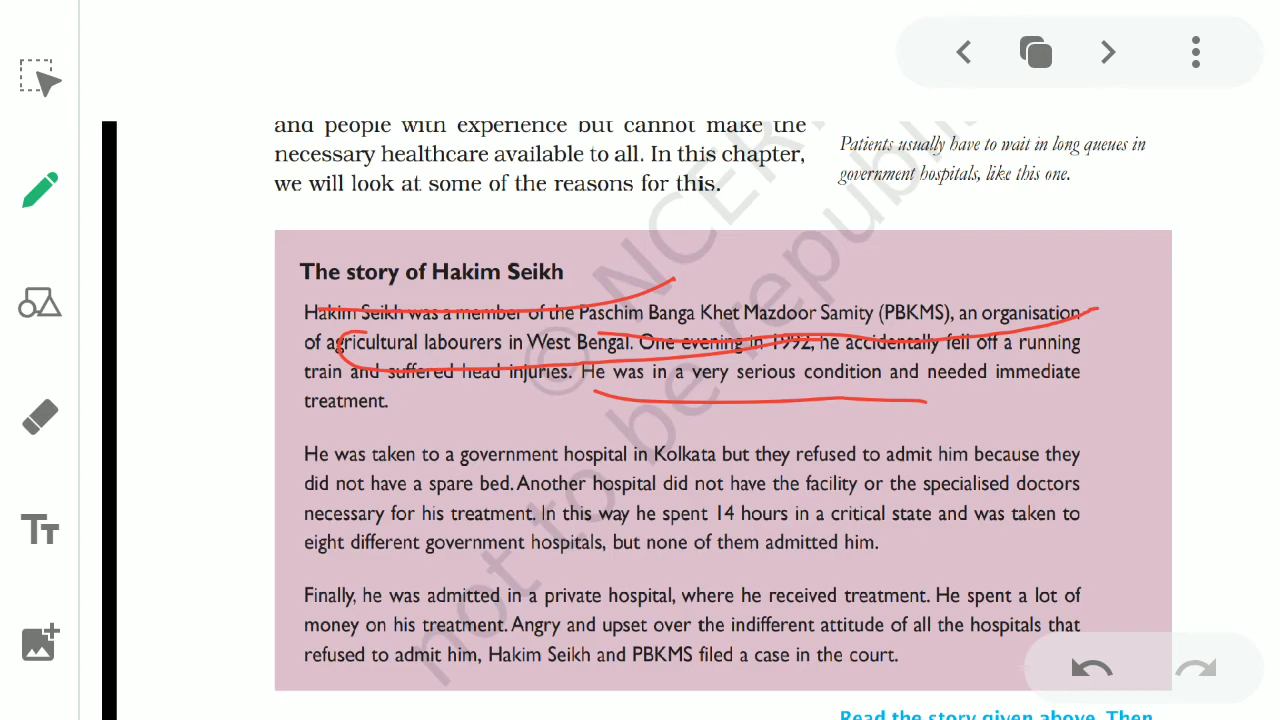 and people with experience but cannot make the
necessary healthcare available to all. In this chapter,
we will look at some of the reasons for this.
Patients usually have to wait in long queues in
government hospitals, like this one.
The story of Hakim Seikh
Hakim Seikh was a member of the Paschim Banga Khet Mazdoor Samity (PBKMS), an organisation
of agricultural labourers in West Bengal. One evening in 1992, he accidentally fell off a running
train and suffered head injuries. He was in a very serious condition and needed immediate
treatment.
He was taken to a government hospital in Kolkata but they refused to admit him because they
did not have a spare bed. Another hospital did not have the facility or the specialised doctors
necessary for his treatment. In this way he spent 14 hours in a critical state and was taken to
eight different government hospitals, but none of them admitted him.
Finally, he was admitted in a private hospital, where he received treatment. He spent a lot of
money on his treatment. Angry and upset over the indifferent attitude of all the hospitals that
refused to admit him, Hakim Seikh and PBKMS filed a case in the court.
Read the story given above. Then
© NCERT
not to be republi
Tт